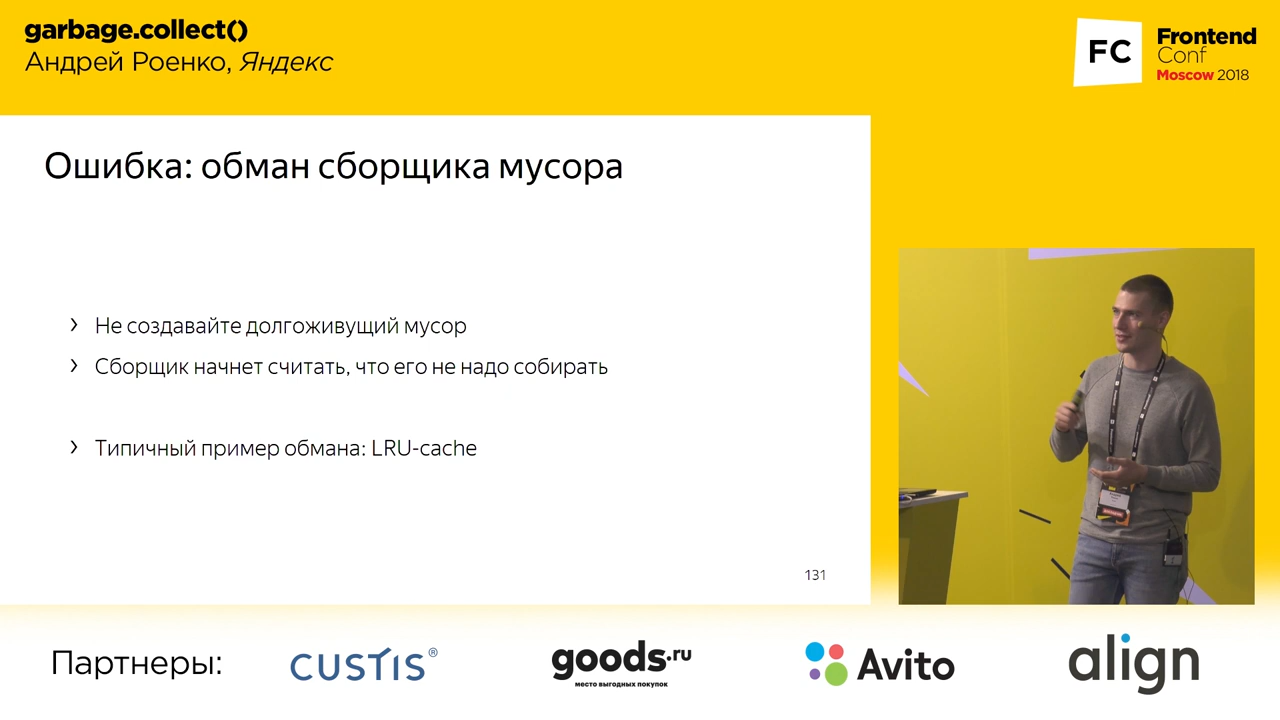 garbage.collect()
Андрей Роенко, Яндекс
FC
Frontend
Conf
Moscow 2018
Ошибка: обман сборщика мусора
› Не создавайте долгоживущий мусор
› Сборщик начнет считать, что его не надо собирать
› Типичный пример обмана: LRU-cache
131
Партнеры:
CUSTIS®
goods.ru
место выгодных покупок
Avito
align